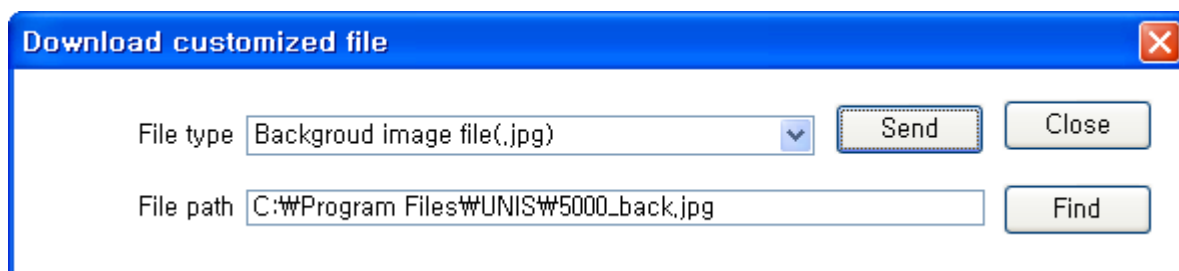 Download customized file
File type Backgroud image file(.jpg) Send Close
File path C:₩Program Files₩UNIS₩5000_back.jpg Find